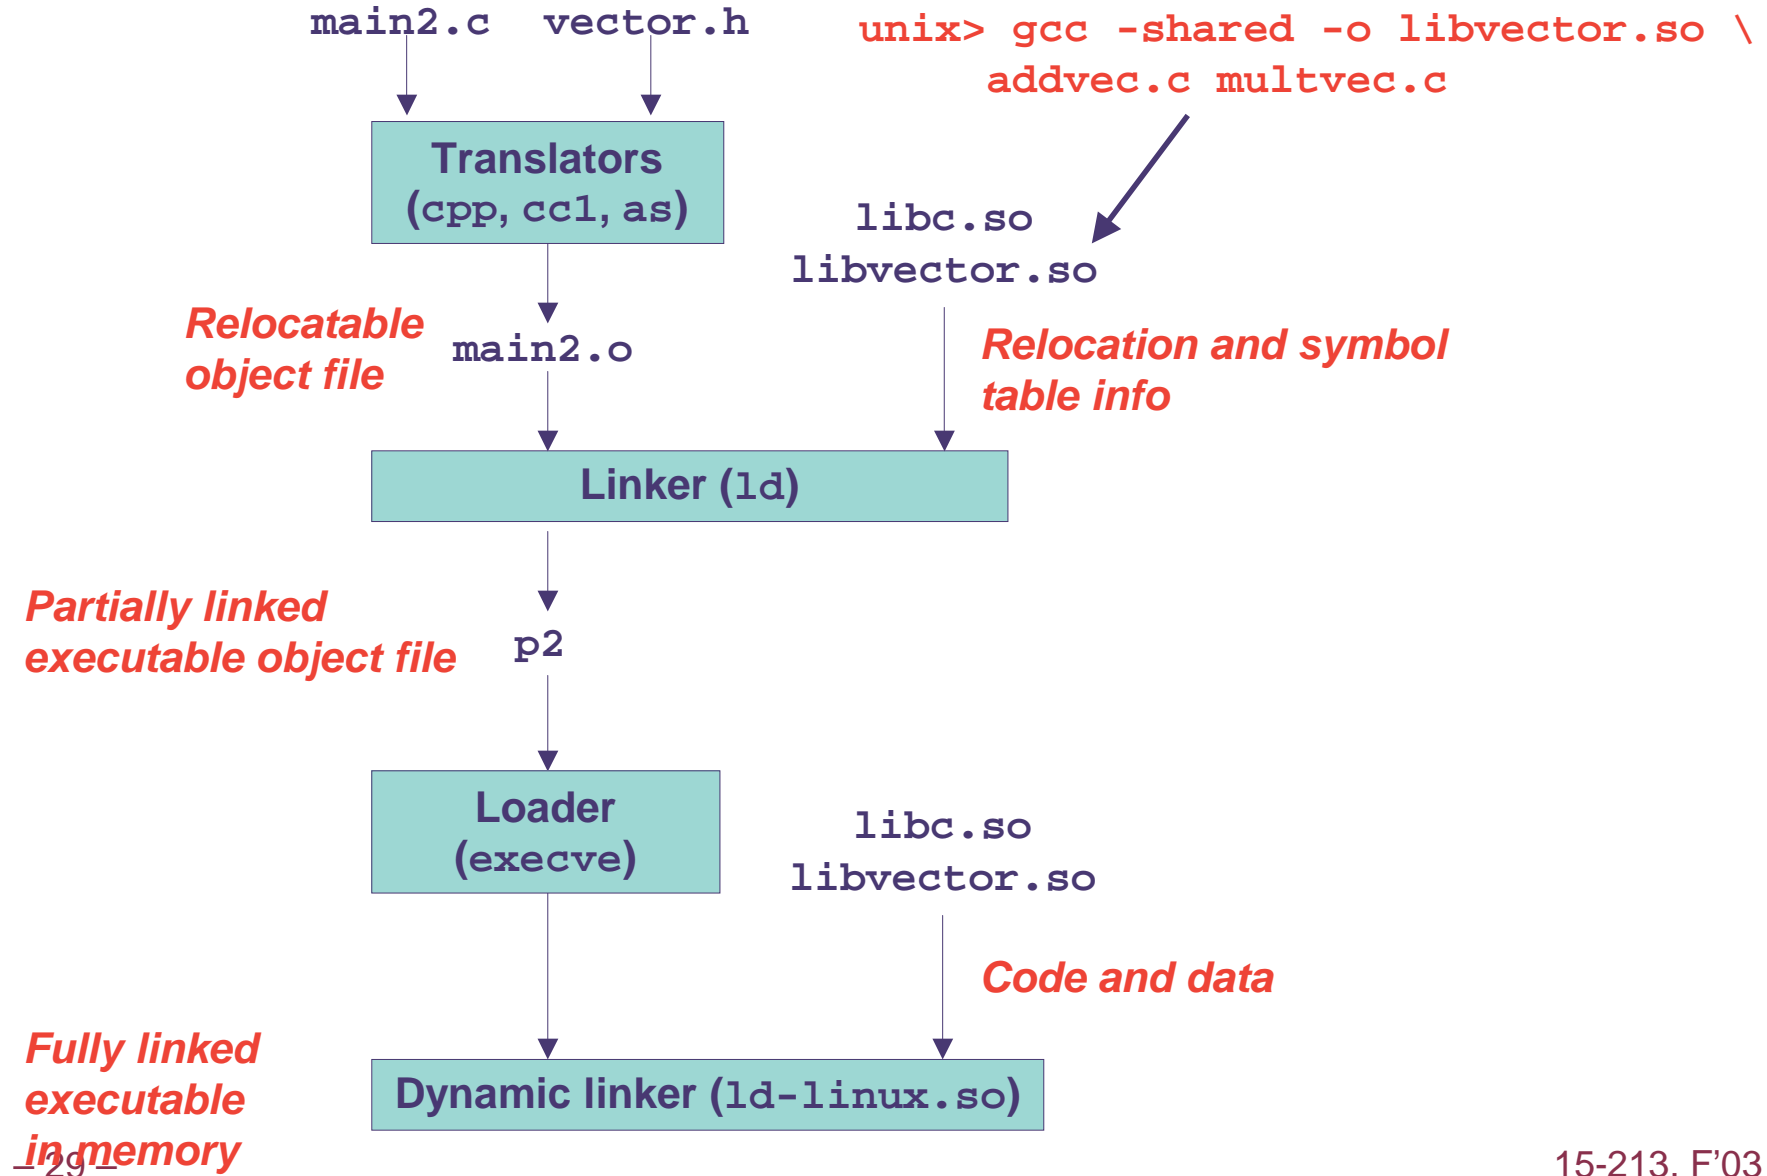 main2.c vector.h
unix> gcc -shared -o libvector.so \
addvec.c multvec.c
Translators
(cpp, cc1, as)
libc.so
libvector.so
Relocatable
object file
main2.o
Relocation and symbol
table info
Linker (ld)
Partially linked
executable object file
p2
Loader
(execve)
libc.so
libvector.so
Code and data
Fully linked
executable
in memory
Dynamic linker (ld-linux.so)
– 29 –
15-213, F’03